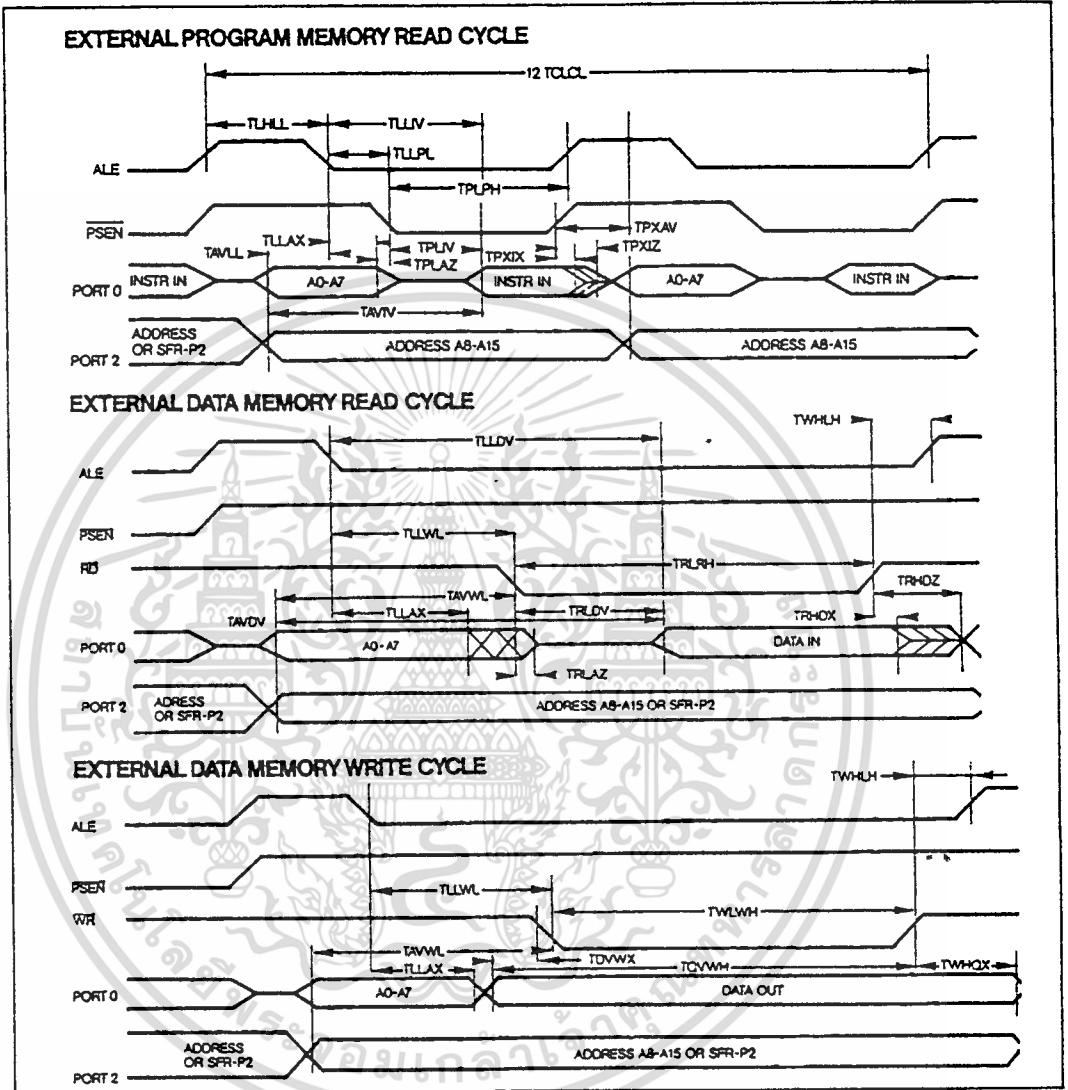 EXTERNAL PROGRAM MEMORY READ CYCLE
12 TCLCL
TLHLL
TLLIV
TLLPL
ALE
TPLPH
PSEN
TLLAX
TPLIV
TPXAV
TAVLL
TPLAZ
TPXIX
TPXIZ
PORT 0
INSTR IN
A0-A7
INSTR IN
A0-A7
INSTR IN
TAVIV
ADDRESS
OR SFR-P2
PORT 2
ADDRESS A8-A15
ADDRESS A8-A15
EXTERNAL DATA MEMORY READ CYCLE
TWHLH
TLLDV
ALE
PSEN
TLLWL
RD
TRLRH
TRHDZ
TAVWL
TLLAX
TRLDV
TRHDX
TAVDV
PORT 0
A0-A7
DATA IN
TRLAZ
PORT 2
ADRESS
OR SFR-P2
ADDRESS A8-A15 OR SFR-P2
EXTERNAL DATA MEMORY WRITE CYCLE
TWHLH
ALE
PSEN
TLLWL
WR
TWLWH
TAVWL
TQVWX
TLLAX
TQVWH
TWHQX
PORT 0
A0-A7
DATA OUT
ADDRESS
OR SFR-P2
PORT 2
ADDRESS A8-A15 OR SFR-P2